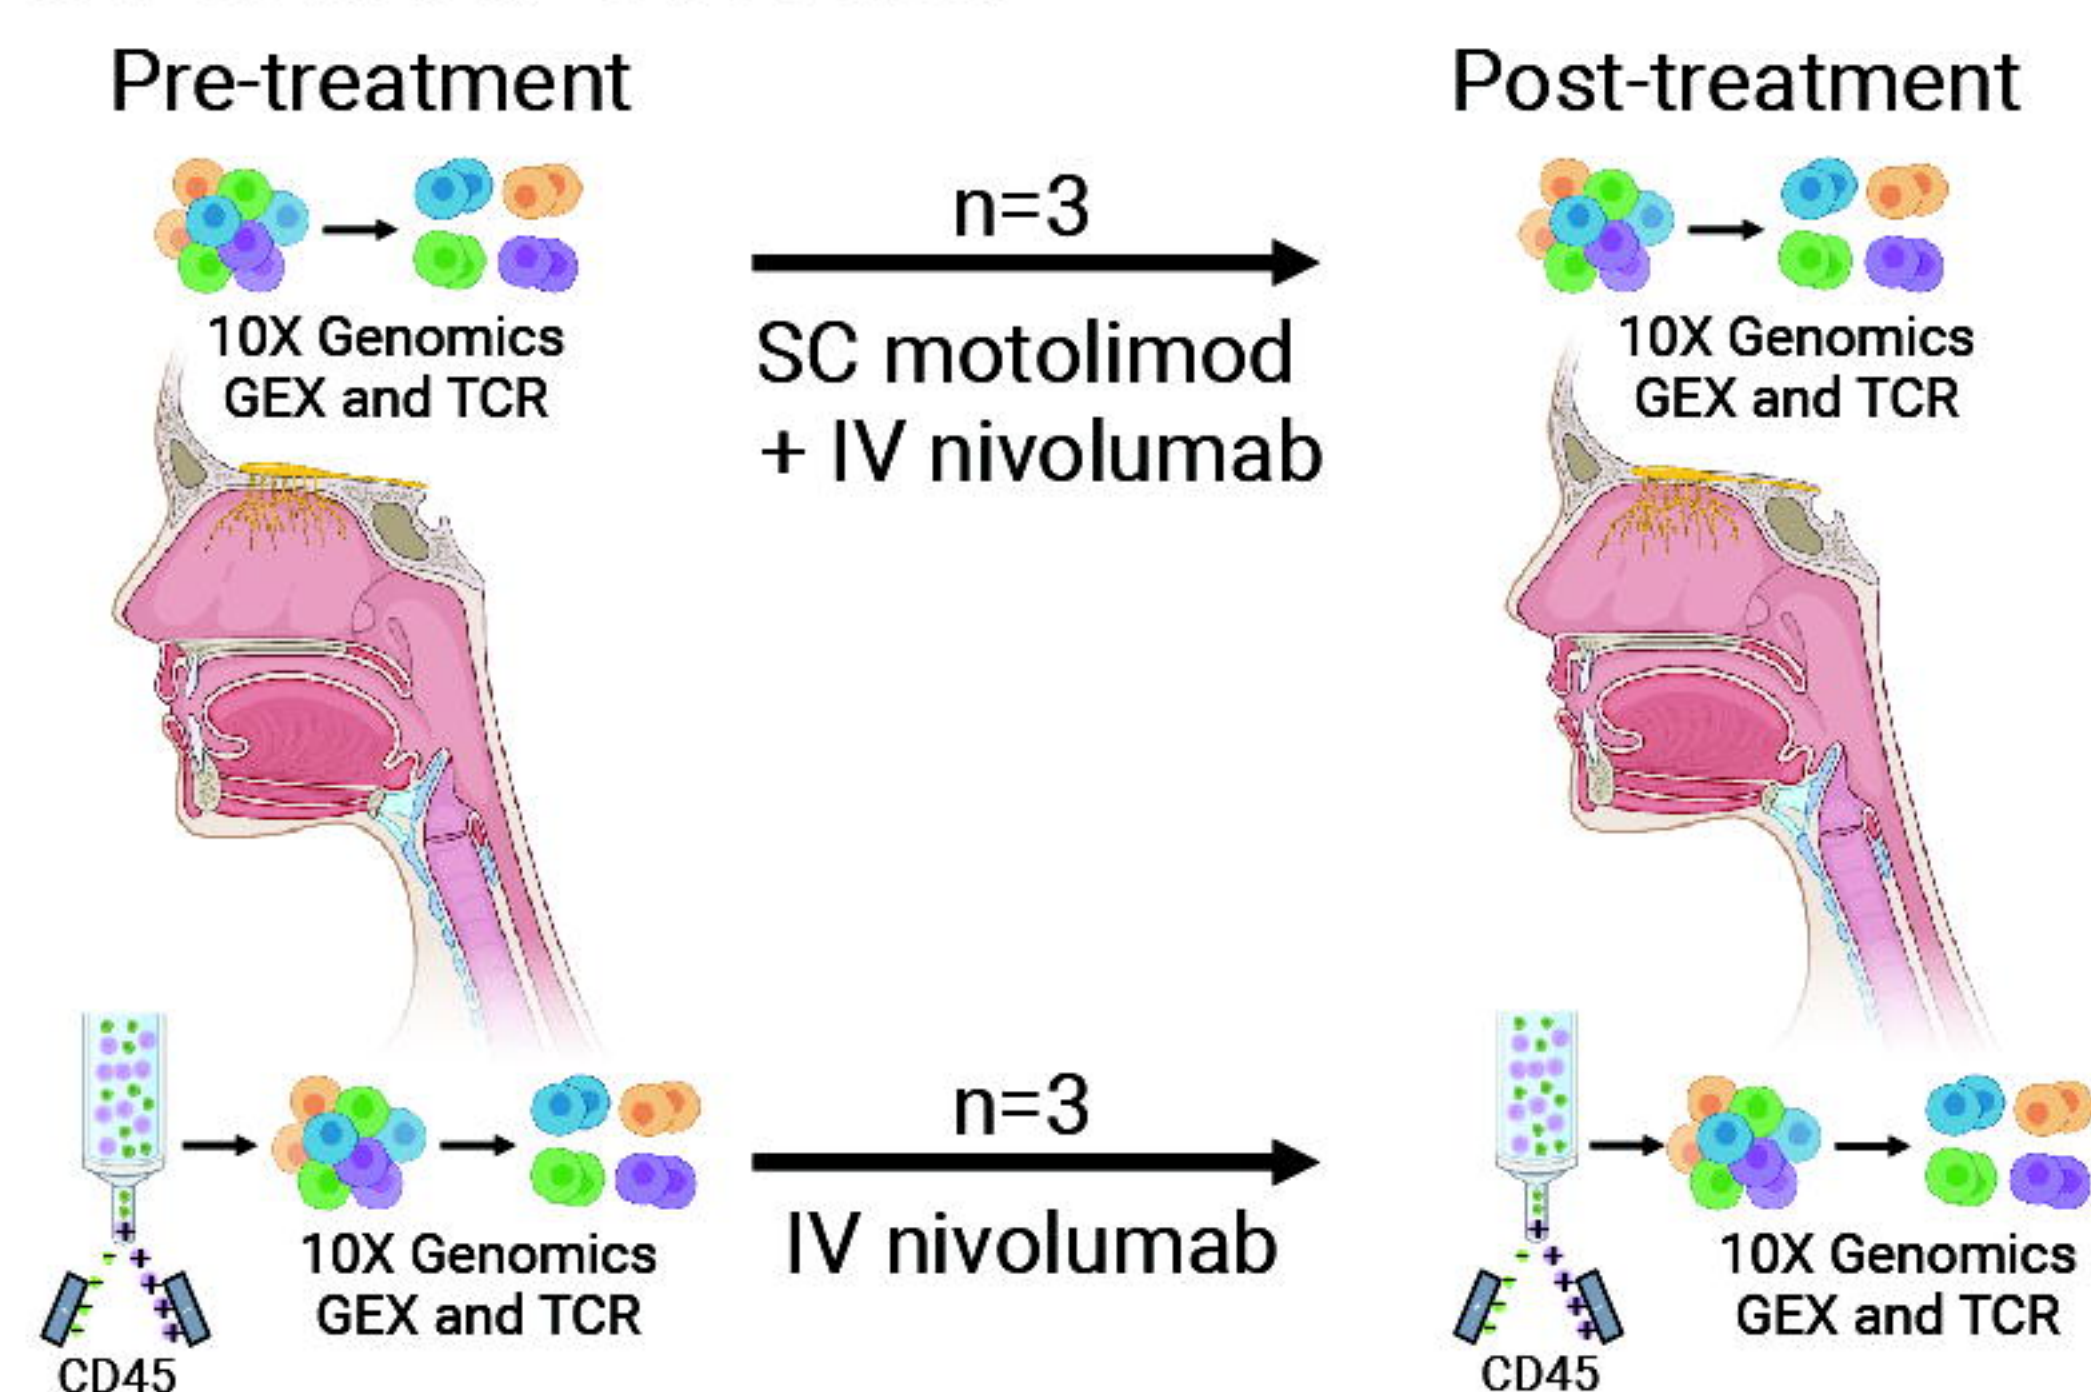 Pre-treatment
Post-treatment
n=3
SC motolimod
+ IV nivolumab
10X Genomics
GEX and TCR
10X Genomics
GEX and TCR
n=3
IV nivolumab
10X Genomics
GEX and TCR
CD45
10X Genomics
GEX and TCR
CD45